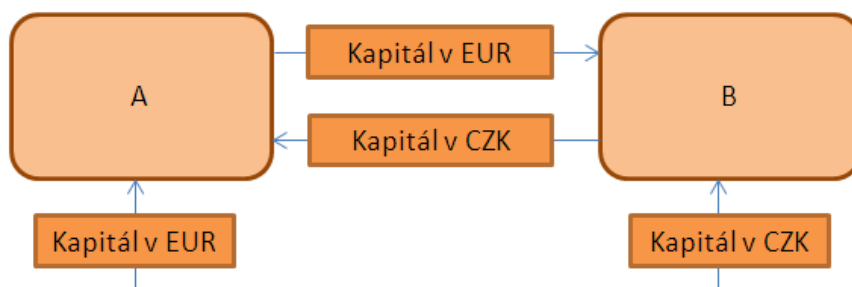 A
Kapitál v EUR
B
Kapitál v CZK
Kapitál v EUR
Kapitál v CZK